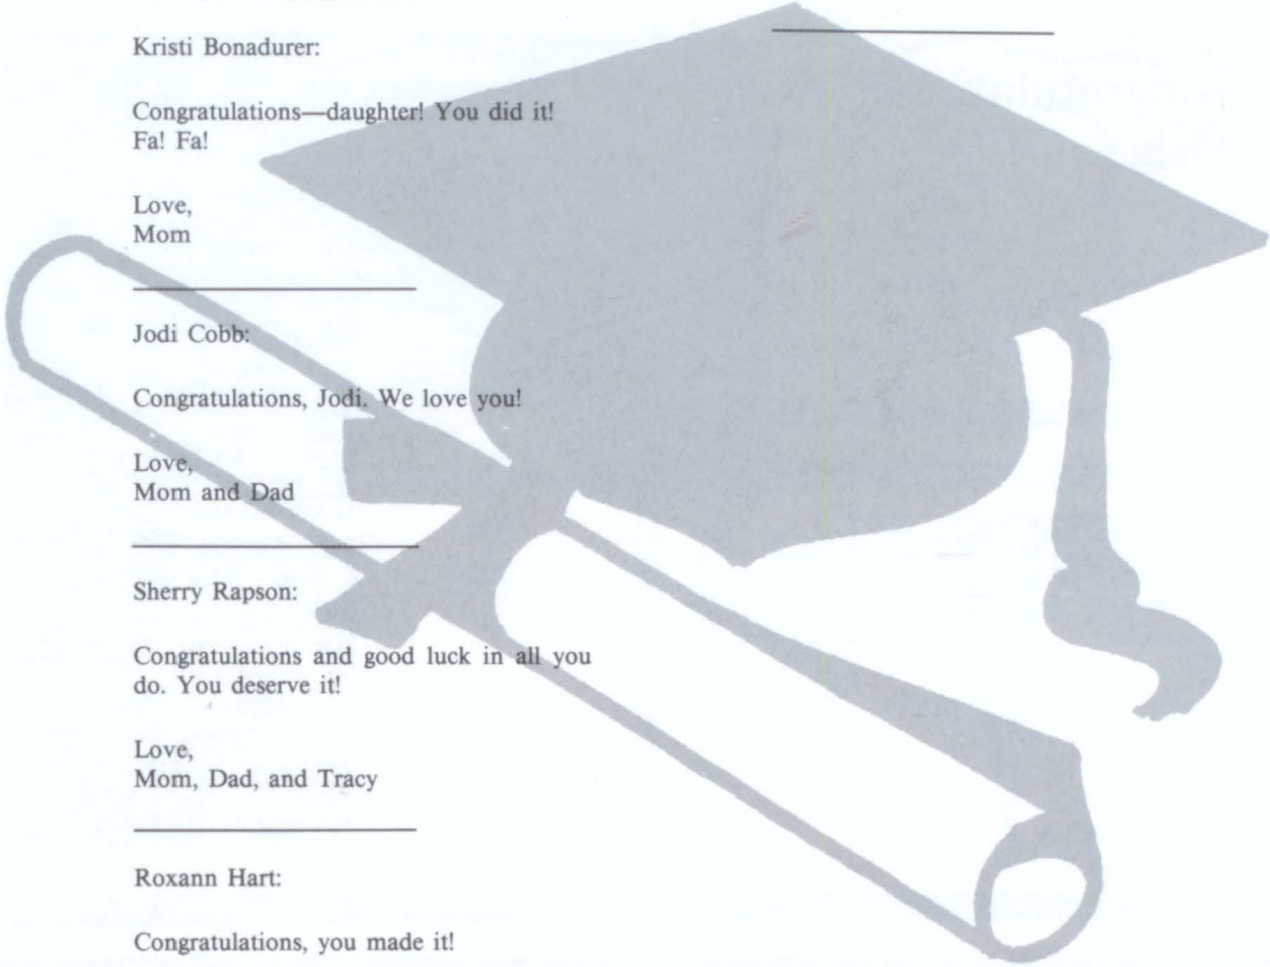 Kristi Bonadurer:
Congratulations—daughter! You did it!
Fa! Fa!
Love,
Mom
Jodi Cobb:
Congratulations, Jodi. We love you!
Love,
Mom and Dad
Sherry Rapson:
Congratulations and good luck in all you
do. You deserve it!
Love,
Mom, Dad, and Tracy
Roxann Hart:
Congratulations, you made it!